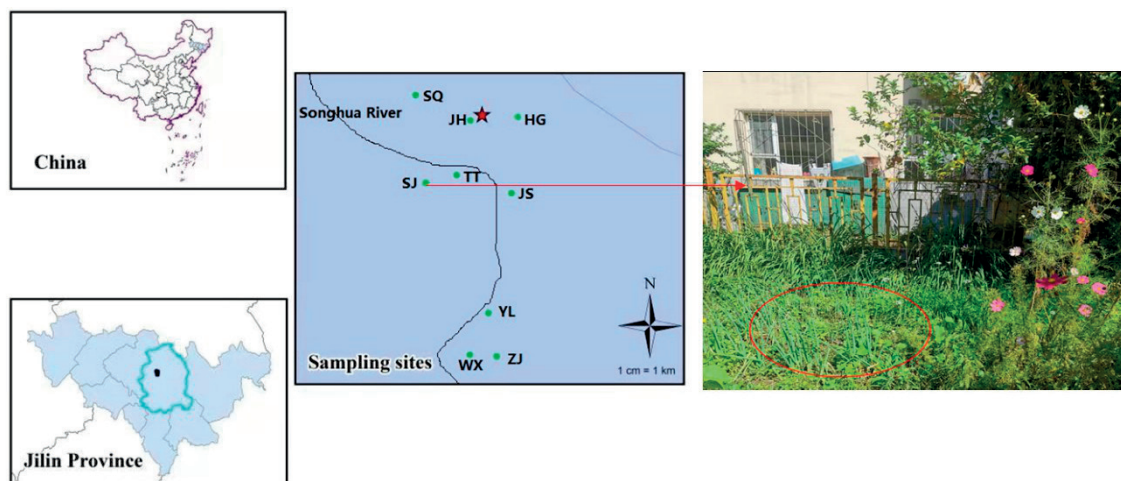 China
Jilin Province
SQ
Songhua River
JH
HG
TT
SJ
JS
N
YL
WX
ZJ
Sampling sites
1 cm = 1 km